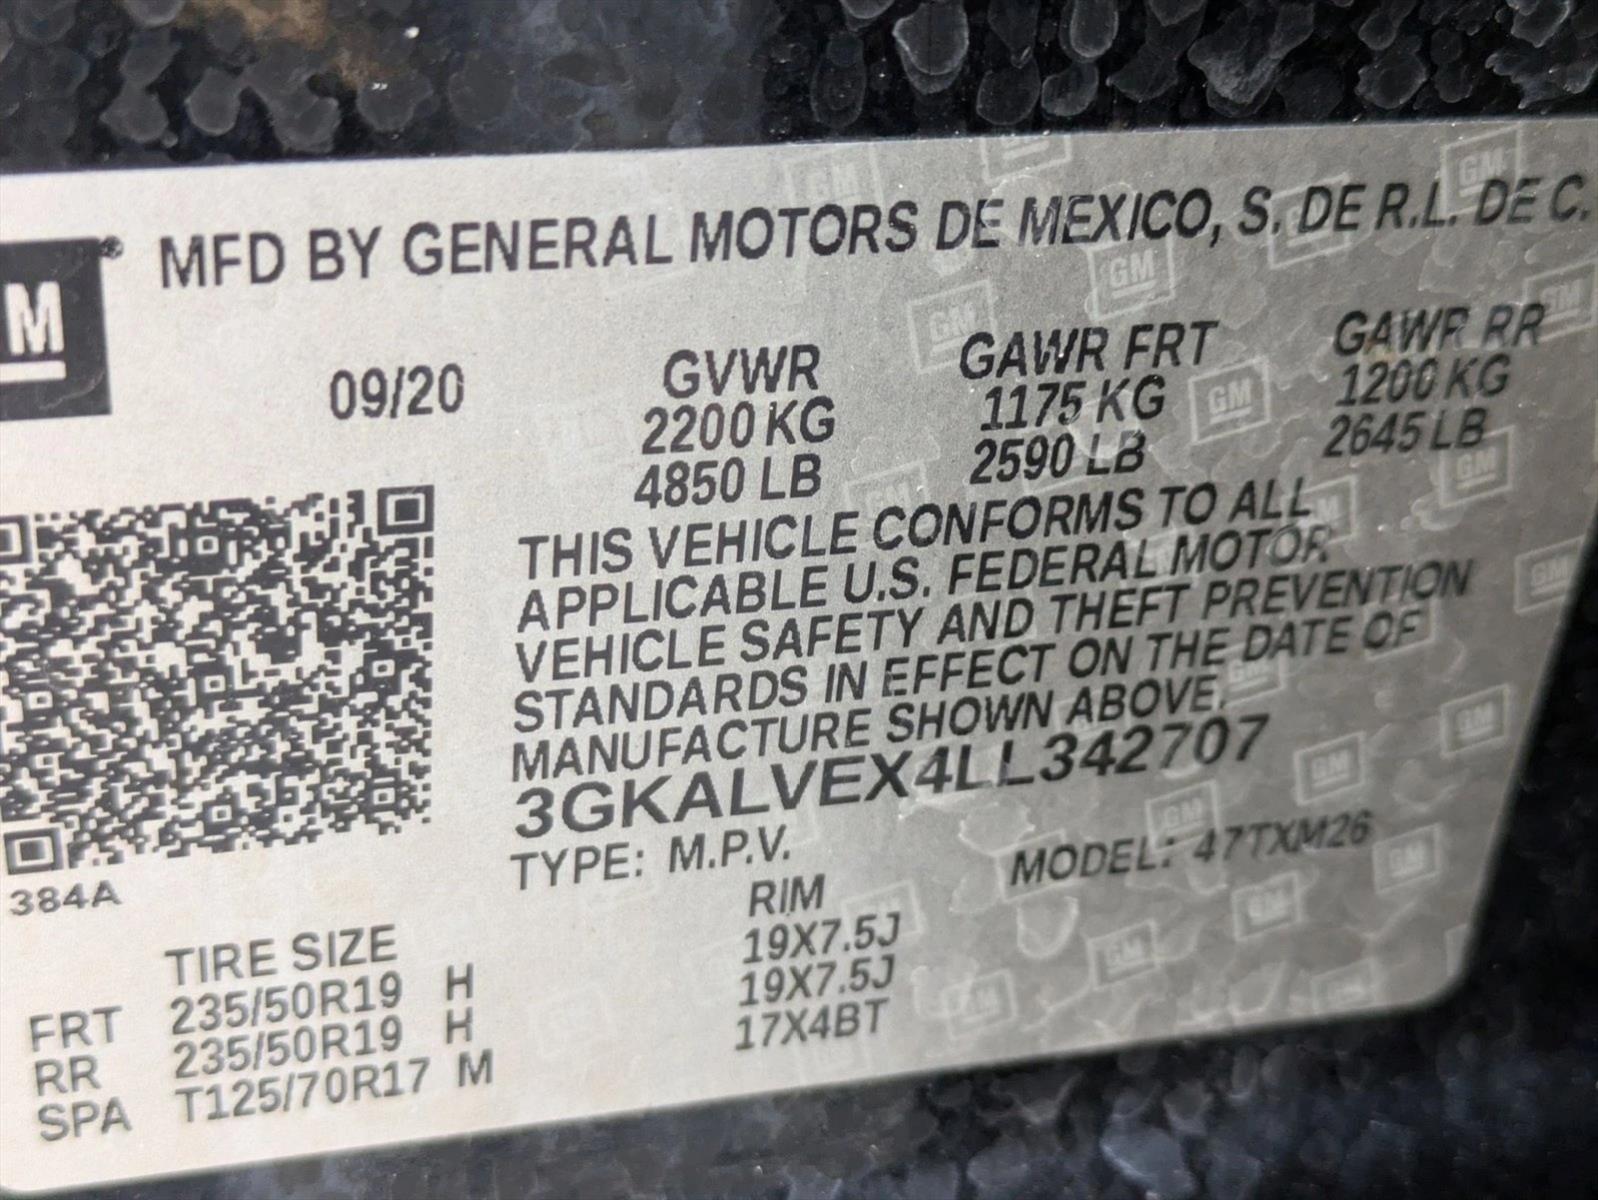 GM® MFD BY GENERAL MOTORS DE MEXICO, S. DE R.L. DE C.
09/20 GVWR GAWR FRT GAWR RR
2200 KG 1175 KG 1200 KG
4850 LB 2590 LB 2645 LB
THIS VEHICLE CONFORMS TO ALL
APPLICABLE U.S. FEDERAL MOTOR
VEHICLE SAFETY AND THEFT PREVENTION
STANDARDS IN EFFECT ON THE DATE OF
MANUFACTURE SHOWN ABOVE.
3GKALVEX4LL342707
TYPE: M.P.V. MODEL: 47TXM26
384A
TIRE SIZE RIM
FRT 235/50R19 H 19X7.5J
RR 235/50R19 H 19X7.5J
SPA T125/70R17 M 17X4BT